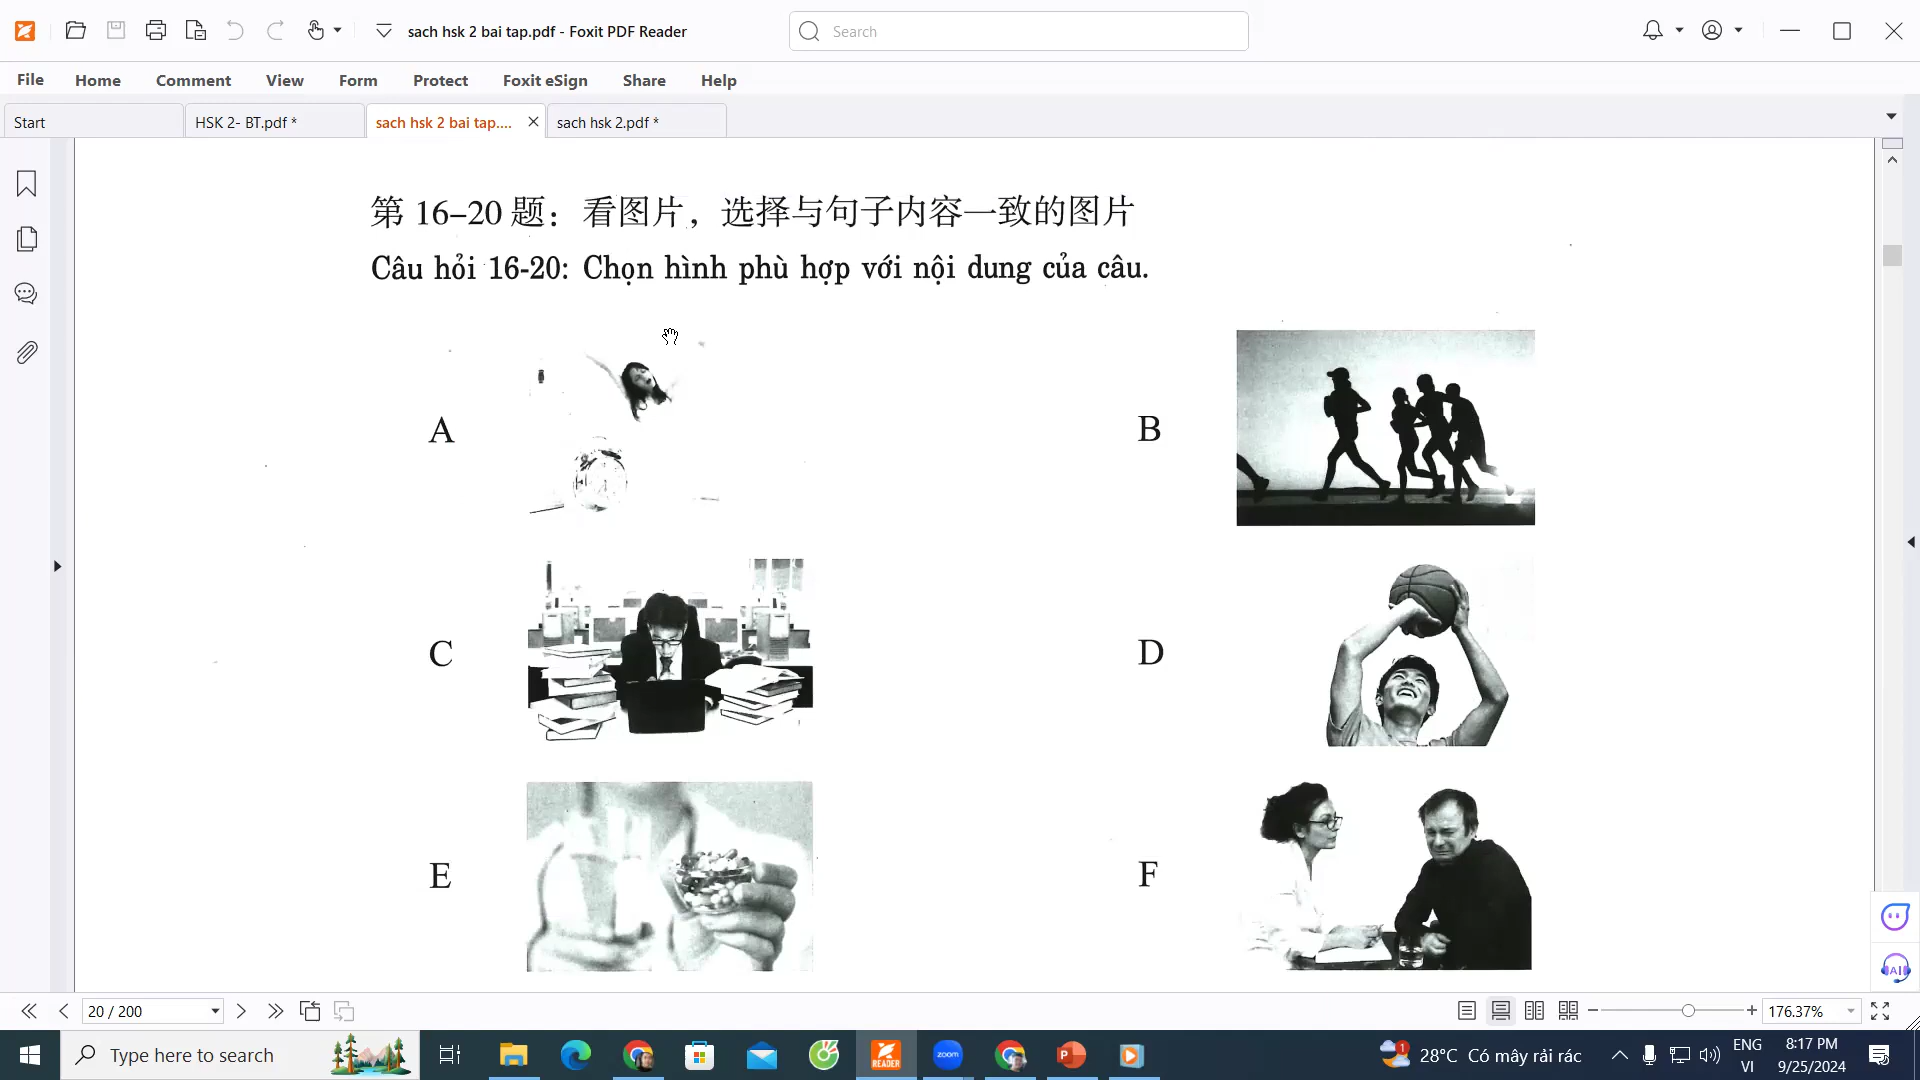 sach hsk 2 bai tap.pdf - Foxit PDF Reader
Search
File Home Comment View Form Protect Foxit eSign Share Help
Start
HSK 2- BT.pdf *
sach hsk 2 bai tap....
sach hsk 2.pdf *
第 16–20 题：看图片，选择与句子内容一致的图片
Câu hỏi 16-20: Chọn hình phù hợp với nội dung của câu.
A
B
C
D
E
F
AI
20 / 200
176.37%
Type here to search
READER
zoom
1
28°C Có mây rải rác
ENG
VI
8:17 PM
9/25/2024